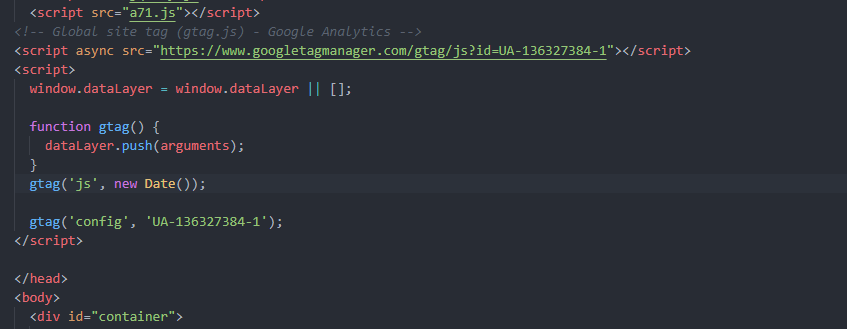 <script src="a71.js"></script>
<!-- Global site tag (gtag.js) - Google Analytics -->
<script async src="https://www.googletagmanager.com/gtag/js?id=UA-136327384-1"></script>
<script>
window.dataLayer = window.dataLayer || [];
function gtag() {
dataLayer.push(arguments);
}
gtag('js', new Date());
gtag('config', 'UA-136327384-1');
</script>
</head>
<body>
<div id="container">